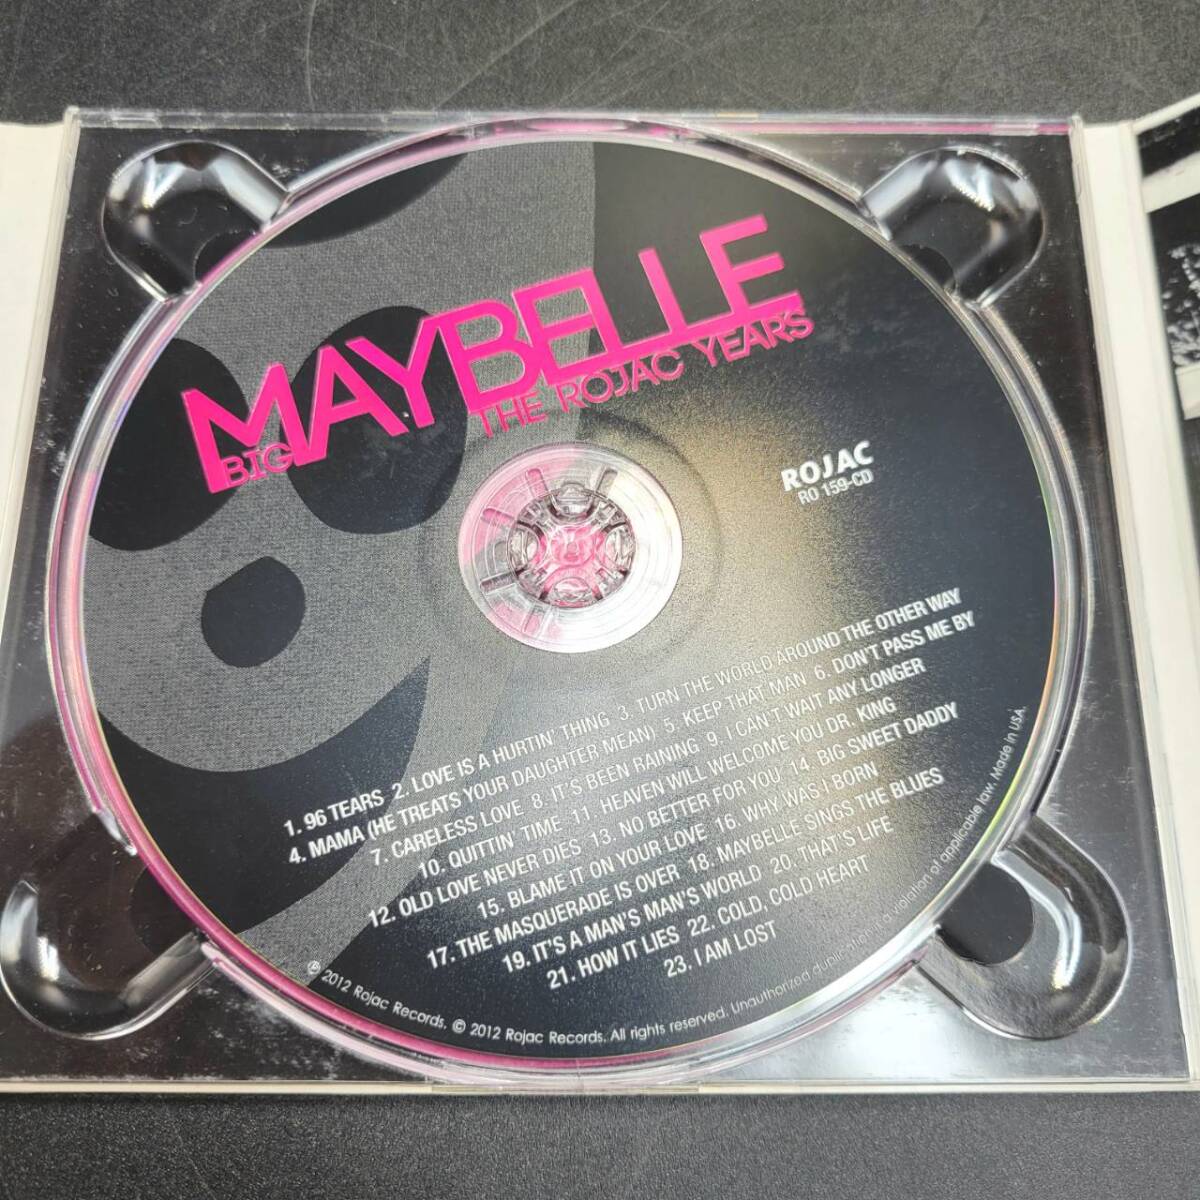 BIG MAYBELLE
THE ROJAC YEARS
ROJAC
RO 159-CD
1. 96 TEARS 2. LOVE IS A HURTIN' THING 3. TURN THE WORLD AROUND THE OTHER WAY
4. MAMA (HE TREATS YOUR DAUGHTER MEAN) 5. KEEP THAT MAN 6. DON'T PASS ME BY
7. CARELESS LOVE 8. IT'S BEEN RAINING 9. I CAN'T WAIT ANY LONGER
10. QUITTIN' TIME 11 HEAVEN WILL WELCOME YOU DR. KING
12. OLD LOVE NEVER DIES 13. NO BETTER FOR YOU 14. BIG SWEET DADDY
15. BLAME IT ON YOUR LOVE 16. WHY WAS I BORN
17. THE MASQUERADE IS OVER 18. MAYBELLE SINGS THE BLUES
19. IT'S A MAN'S MAN'S WORLD 20. THAT'S LIFE
21. HOW IT LIES 22. COLD, COLD HEART
23. I AM LOST
℗ 2012 Rojac Records. © 2012 Rojac Records. All rights reserved. Unauthorized duplication is a violation of applicable law. Made in USA.